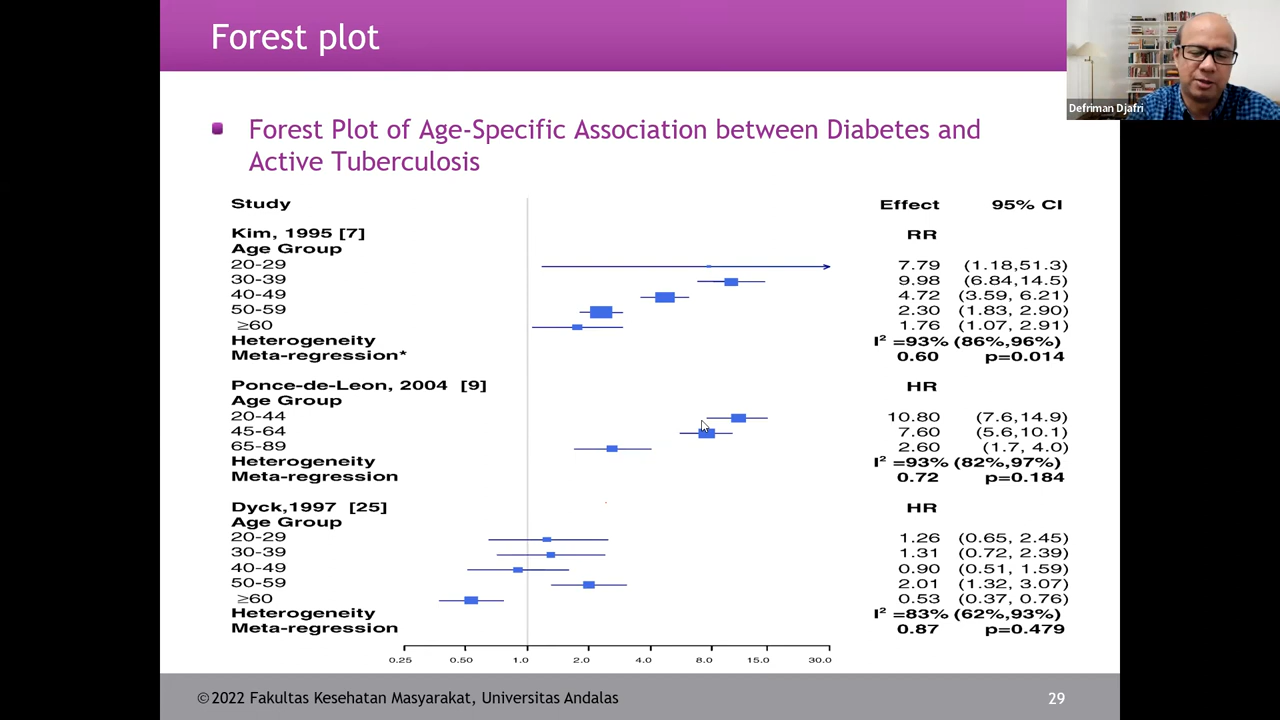 Forest plot
Defriman Djafri
Forest Plot of Age-Specific Association between Diabetes and
Active Tuberculosis
Study Effect 95% CI
Kim, 1995 [7] RR
Age Group
20-29 7.79 (1.18,51.3)
30-39 9.98 (6.84,14.5)
40-49 4.72 (3.59, 6.21)
50-59 2.30 (1.83, 2.90)
≥60 1.76 (1.07, 2.91)
Heterogeneity I² =93% (86%,96%)
Meta-regression* 0.60 p=0.014
Ponce-de-Leon, 2004 [9] HR
Age Group
20-44 10.80 (7.6,14.9)
45-64 7.60 (5.6,10.1)
65-89 2.60 (1.7, 4.0)
Heterogeneity I² =93% (82%,97%)
Meta-regression 0.72 p=0.184
Dyck,1997 [25] HR
Age Group
20-29 1.26 (0.65, 2.45)
30-39 1.31 (0.72, 2.39)
40-49 0.90 (0.51, 1.59)
50-59 2.01 (1.32, 3.07)
≥60 0.53 (0.37, 0.76)
Heterogeneity I² =83% (62%,93%)
Meta-regression 0.87 p=0.479
0.25 0.50 1.0 2.0 4.0 8.0 15.0 30.0
©2022 Fakultas Kesehatan Masyarakat, Universitas Andalas 29